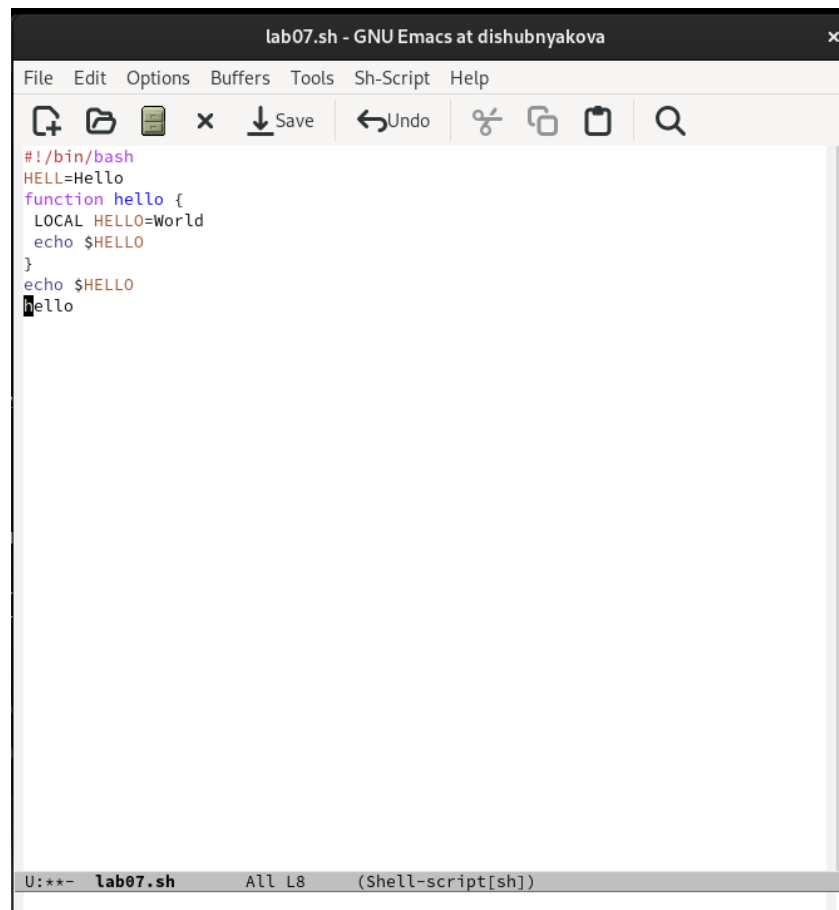 lab07.sh - GNU Emacs at dishubnyakova ×
File Edit Options Buffers Tools Sh-Script Help
Save Undo
#!/bin/bash
HELL=Hello
function hello {
 LOCAL HELLO=World
 echo $HELLO
}
echo $HELLO
hello
U:**- lab07.sh All L8 (Shell-script[sh])